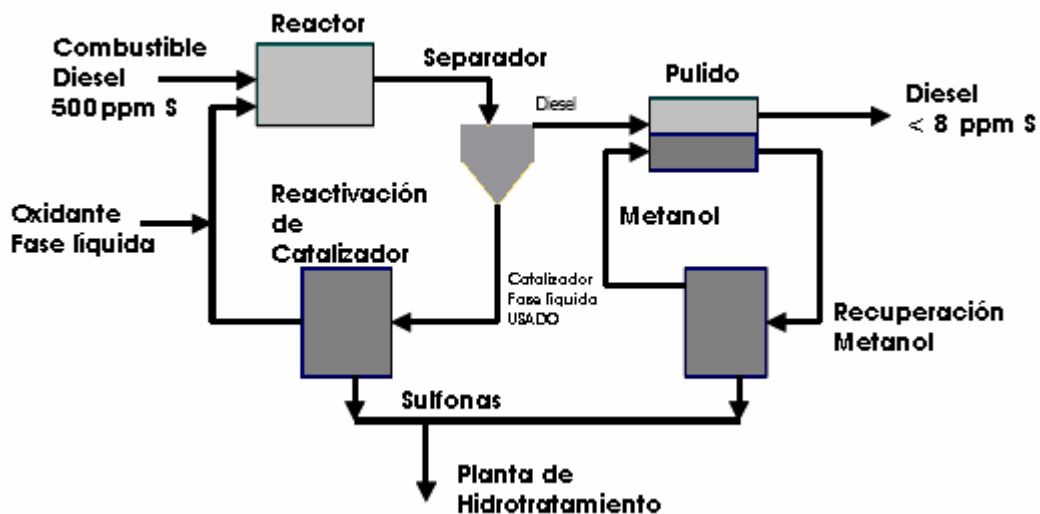 Reactor
Combustible
Diesel
500 ppm S
Separador
Pulido
Diesel
Diesel
< 8 ppm S
Reactivación
de
Catalizador
Metanol
Oxidante
Fase líquida
Catalizador
Fase líquida
USADO
Recuperación
Metanol
Sulfonas
Planta de
Hidrotratamiento